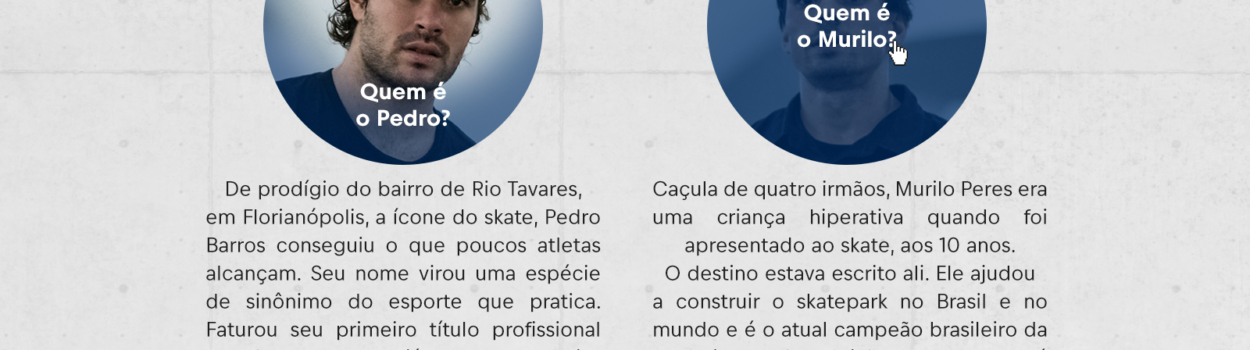 Quem é
o Pedro?
De prodígio do bairro de Rio Tavares,
em Florianópolis, a ícone do skate, Pedro
Barros conseguiu o que poucos atletas
alcançam. Seu nome virou uma espécie
de sinônimo do esporte que pratica.
Faturou seu primeiro título profissional
Quem é
o Murilo?
Caçula de quatro irmãos, Murilo Peres era
uma criança hiperativa quando foi
apresentado ao skate, aos 10 anos.
O destino estava escrito ali. Ele ajudou
a construir o skatepark no Brasil e no
mundo e é o atual campeão brasileiro da